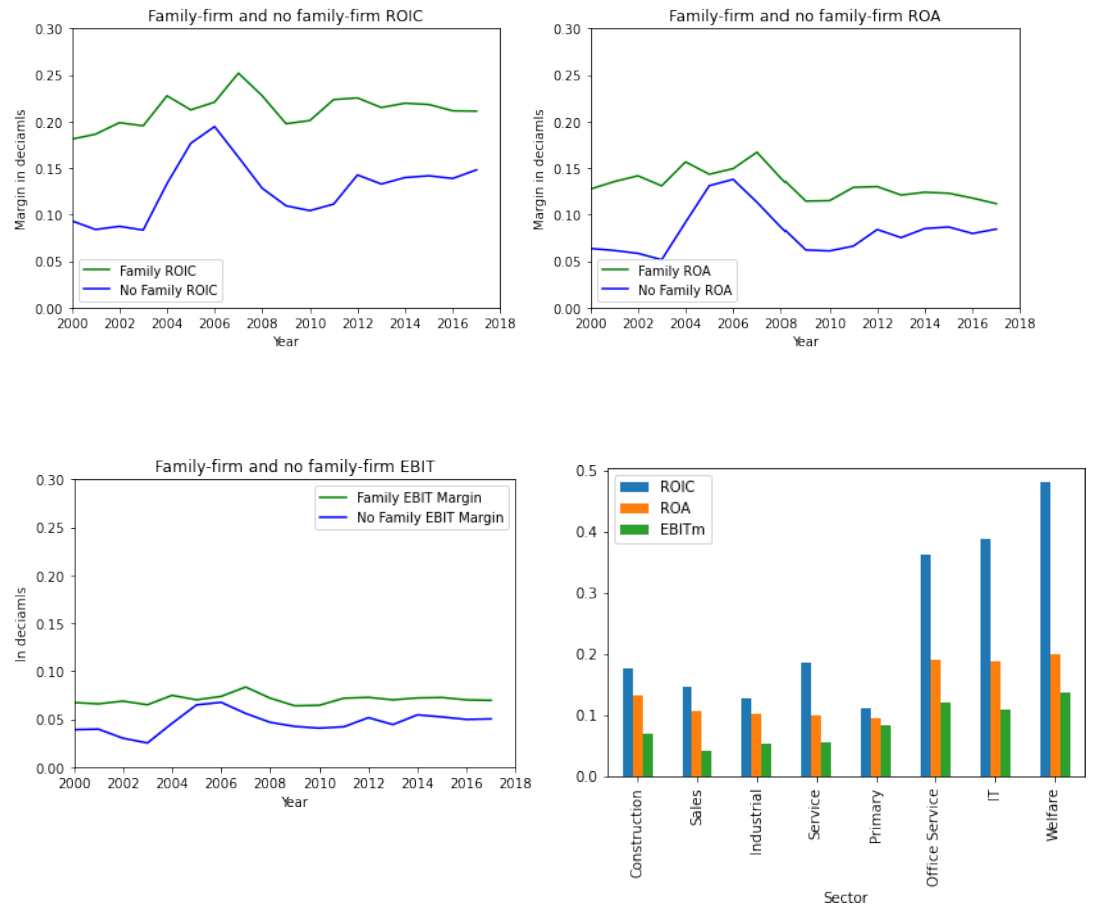 Family-firm and no family-firm ROIC
0.30
0.25
0.20
0.15
0.10
0.05
0.00
Margin in deciamls
Family ROIC
No Family ROIC
2000 2002 2004 2006 2008 2010 2012 2014 2016 2018
Year
Family-firm and no family-firm ROA
0.30
0.25
0.20
0.15
0.10
0.05
0.00
Margin in deciamls
Family ROA
No Family ROA
2000 2002 2004 2006 2008 2010 2012 2014 2016 2018
Year
Family-firm and no family-firm EBIT
0.30
0.25
0.20
0.15
0.10
0.05
0.00
In deciamls
Family EBIT Margin
No Family EBIT Margin
2000 2002 2004 2006 2008 2010 2012 2014 2016 2018
Year
0.5
0.4
0.3
0.2
0.1
0.0
ROIC
ROA
EBITm
Construction
Sales
Industrial
Service
Primary
Office Service
IT
Welfare
Sector